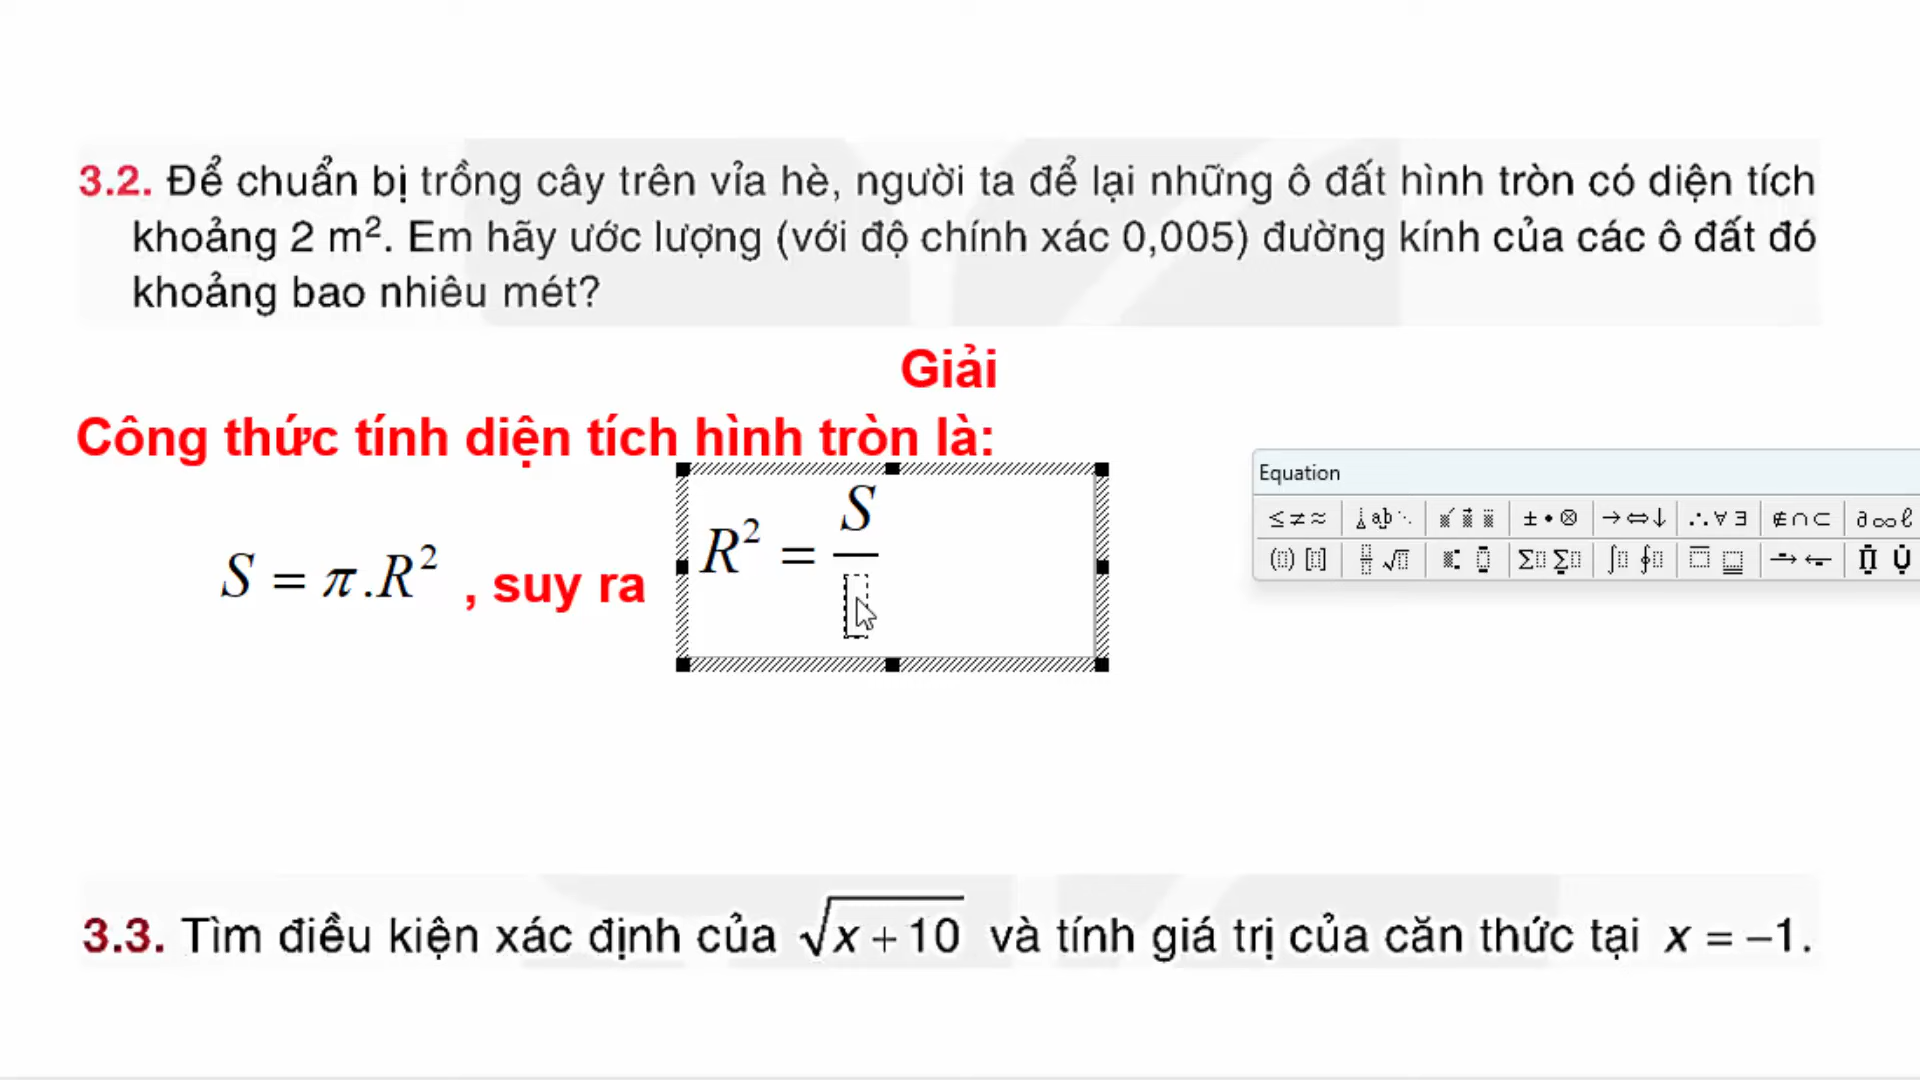 3.2. Để chuẩn bị trồng cây trên vỉa hè, người ta để lại những ô đất hình tròn có diện tích
khoảng 2 m². Em hãy ước lượng (với độ chính xác 0,005) đường kính của các ô đất đó
khoảng bao nhiêu mét?
Giải
Công thức tính diện tích hình tròn là:
S = π.R² , suy ra R² = S/
Equation
3.3. Tìm điều kiện xác định của √(x + 10) và tính giá trị của căn thức tại x = −1.